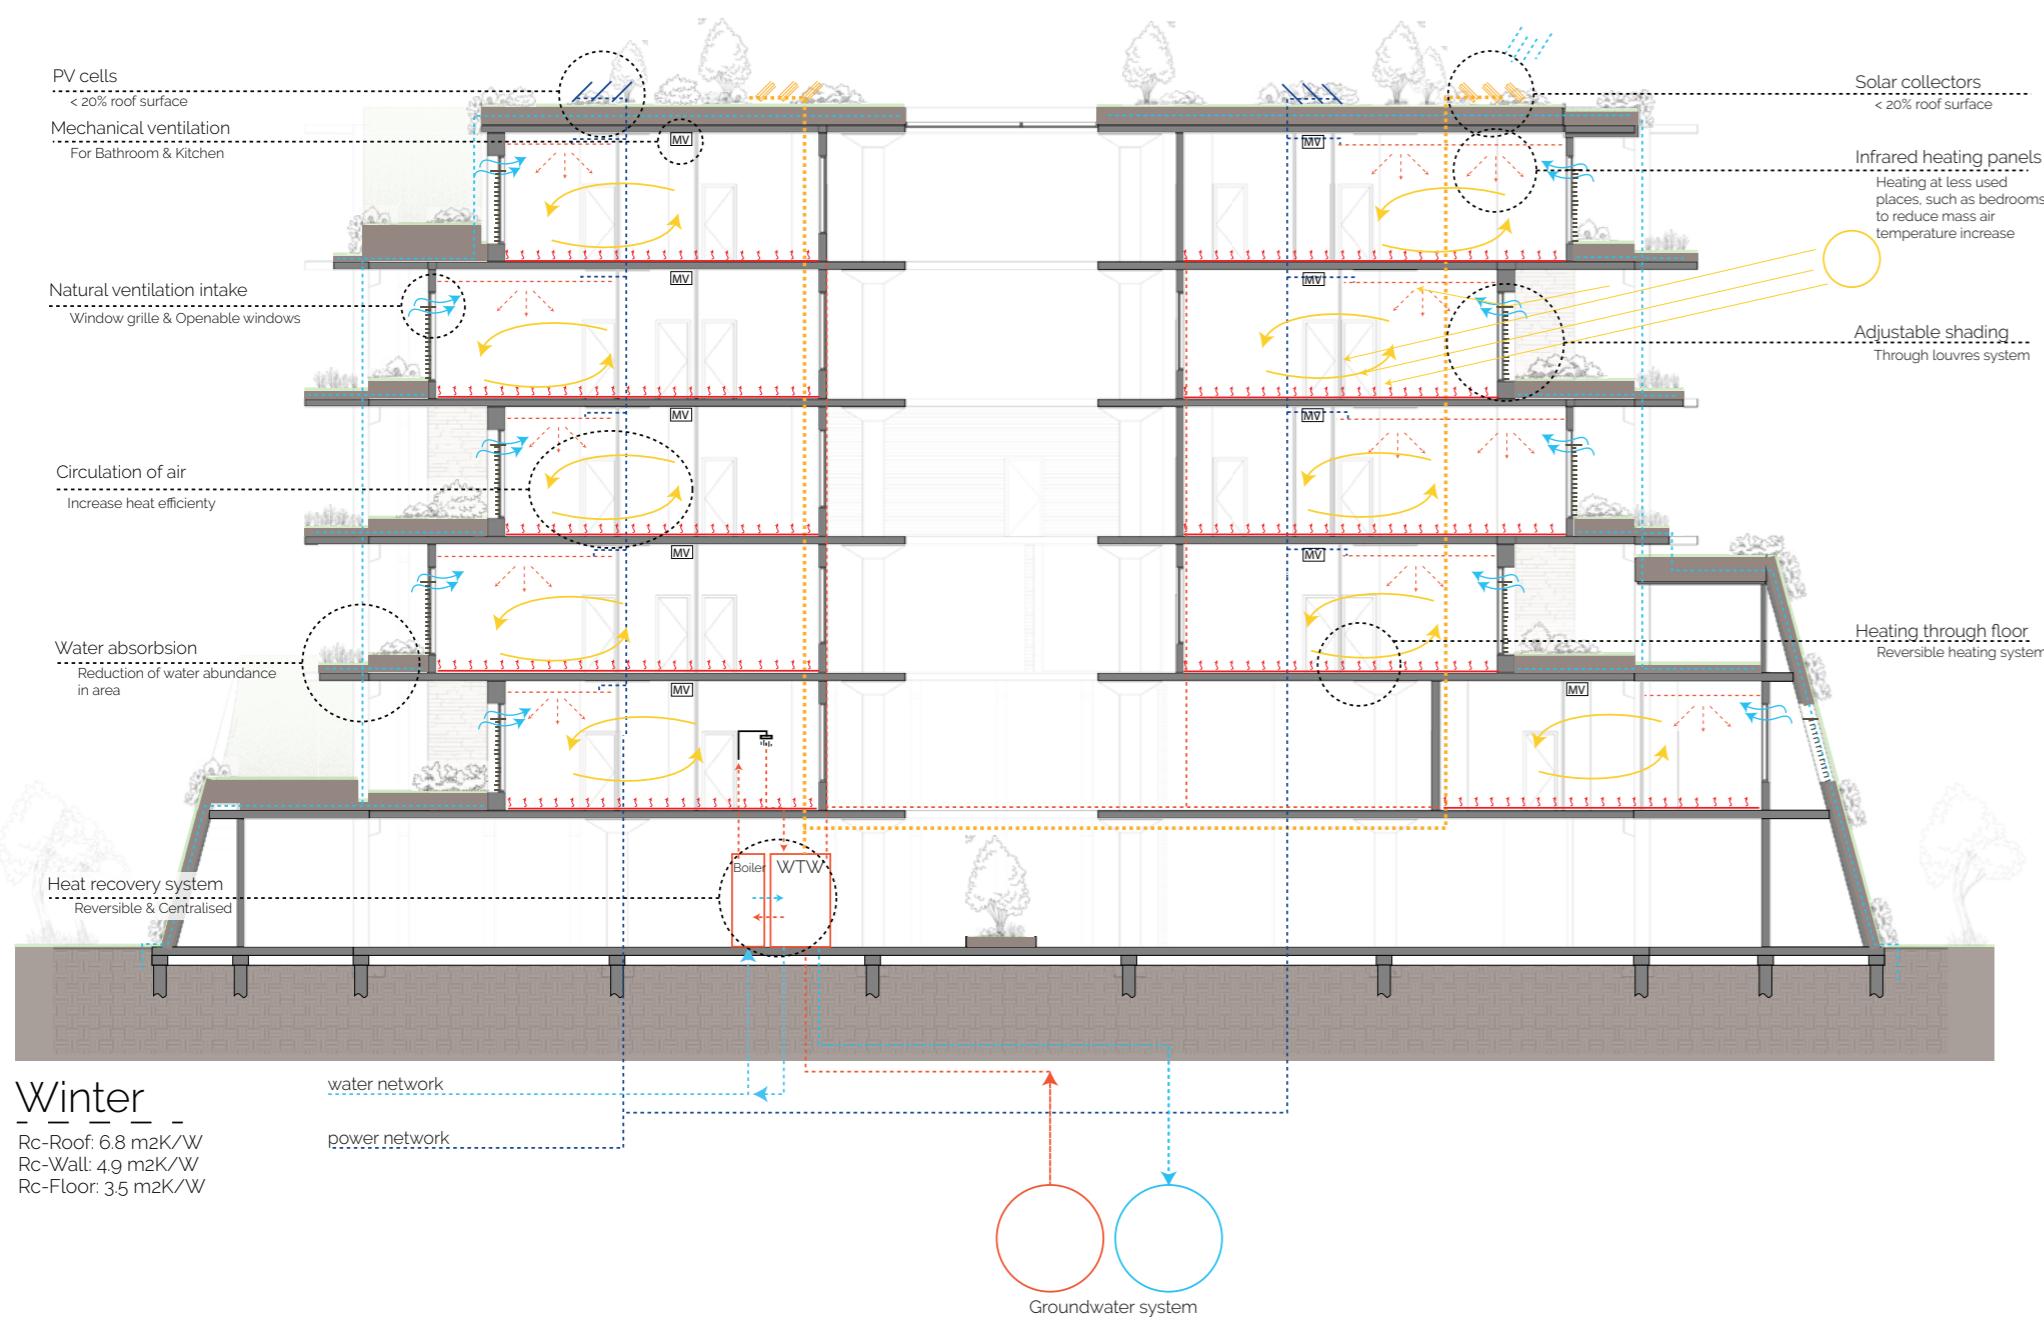 PV cells
< 20% roof surface
Mechanical ventilation
For Bathroom & Kitchen
Natural ventilation intake
Window grille & Openable windows
Circulation of air
Increase heat efficienty
Water absorbsion
Reduction of water abundance
in area
Heat recovery system
Reversible & Centralised
Solar collectors
< 20% roof surface
Infrared heating panels
Heating at less used
places, such as bedrooms
to reduce mass air
temperature increase
Adjustable shading
Through louvres system
Heating through floor
Reversible heating system
MV
MV
MV
MV
MV
MV
MV
MV
MV
MV
Boiler
WTW
Winter
Rc-Roof: 6.8 m2K/W
Rc-Wall: 4.9 m2K/W
Rc-Floor: 3.5 m2K/W
water network
power network
Groundwater system